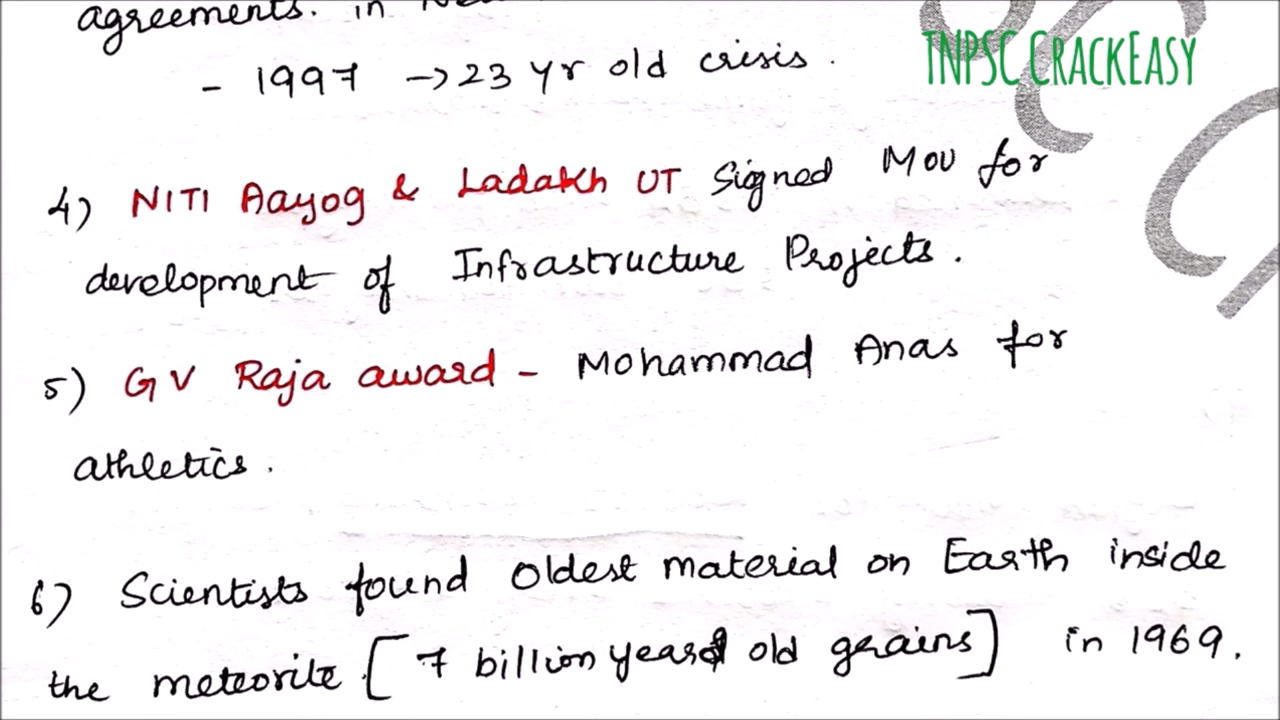 agreements. in
TNPSC CRACKEASY
- 1997 → 23 yr old crisis.
4) NITI Aayog & Ladakh UT Signed MOU for
development of Infrastructure Projects.
5) G V Raja award - Mohammad Anas for
athletics.
6) Scientists found Oldest material on Earth inside
the meteorite [7 billion years old grains] in 1969.